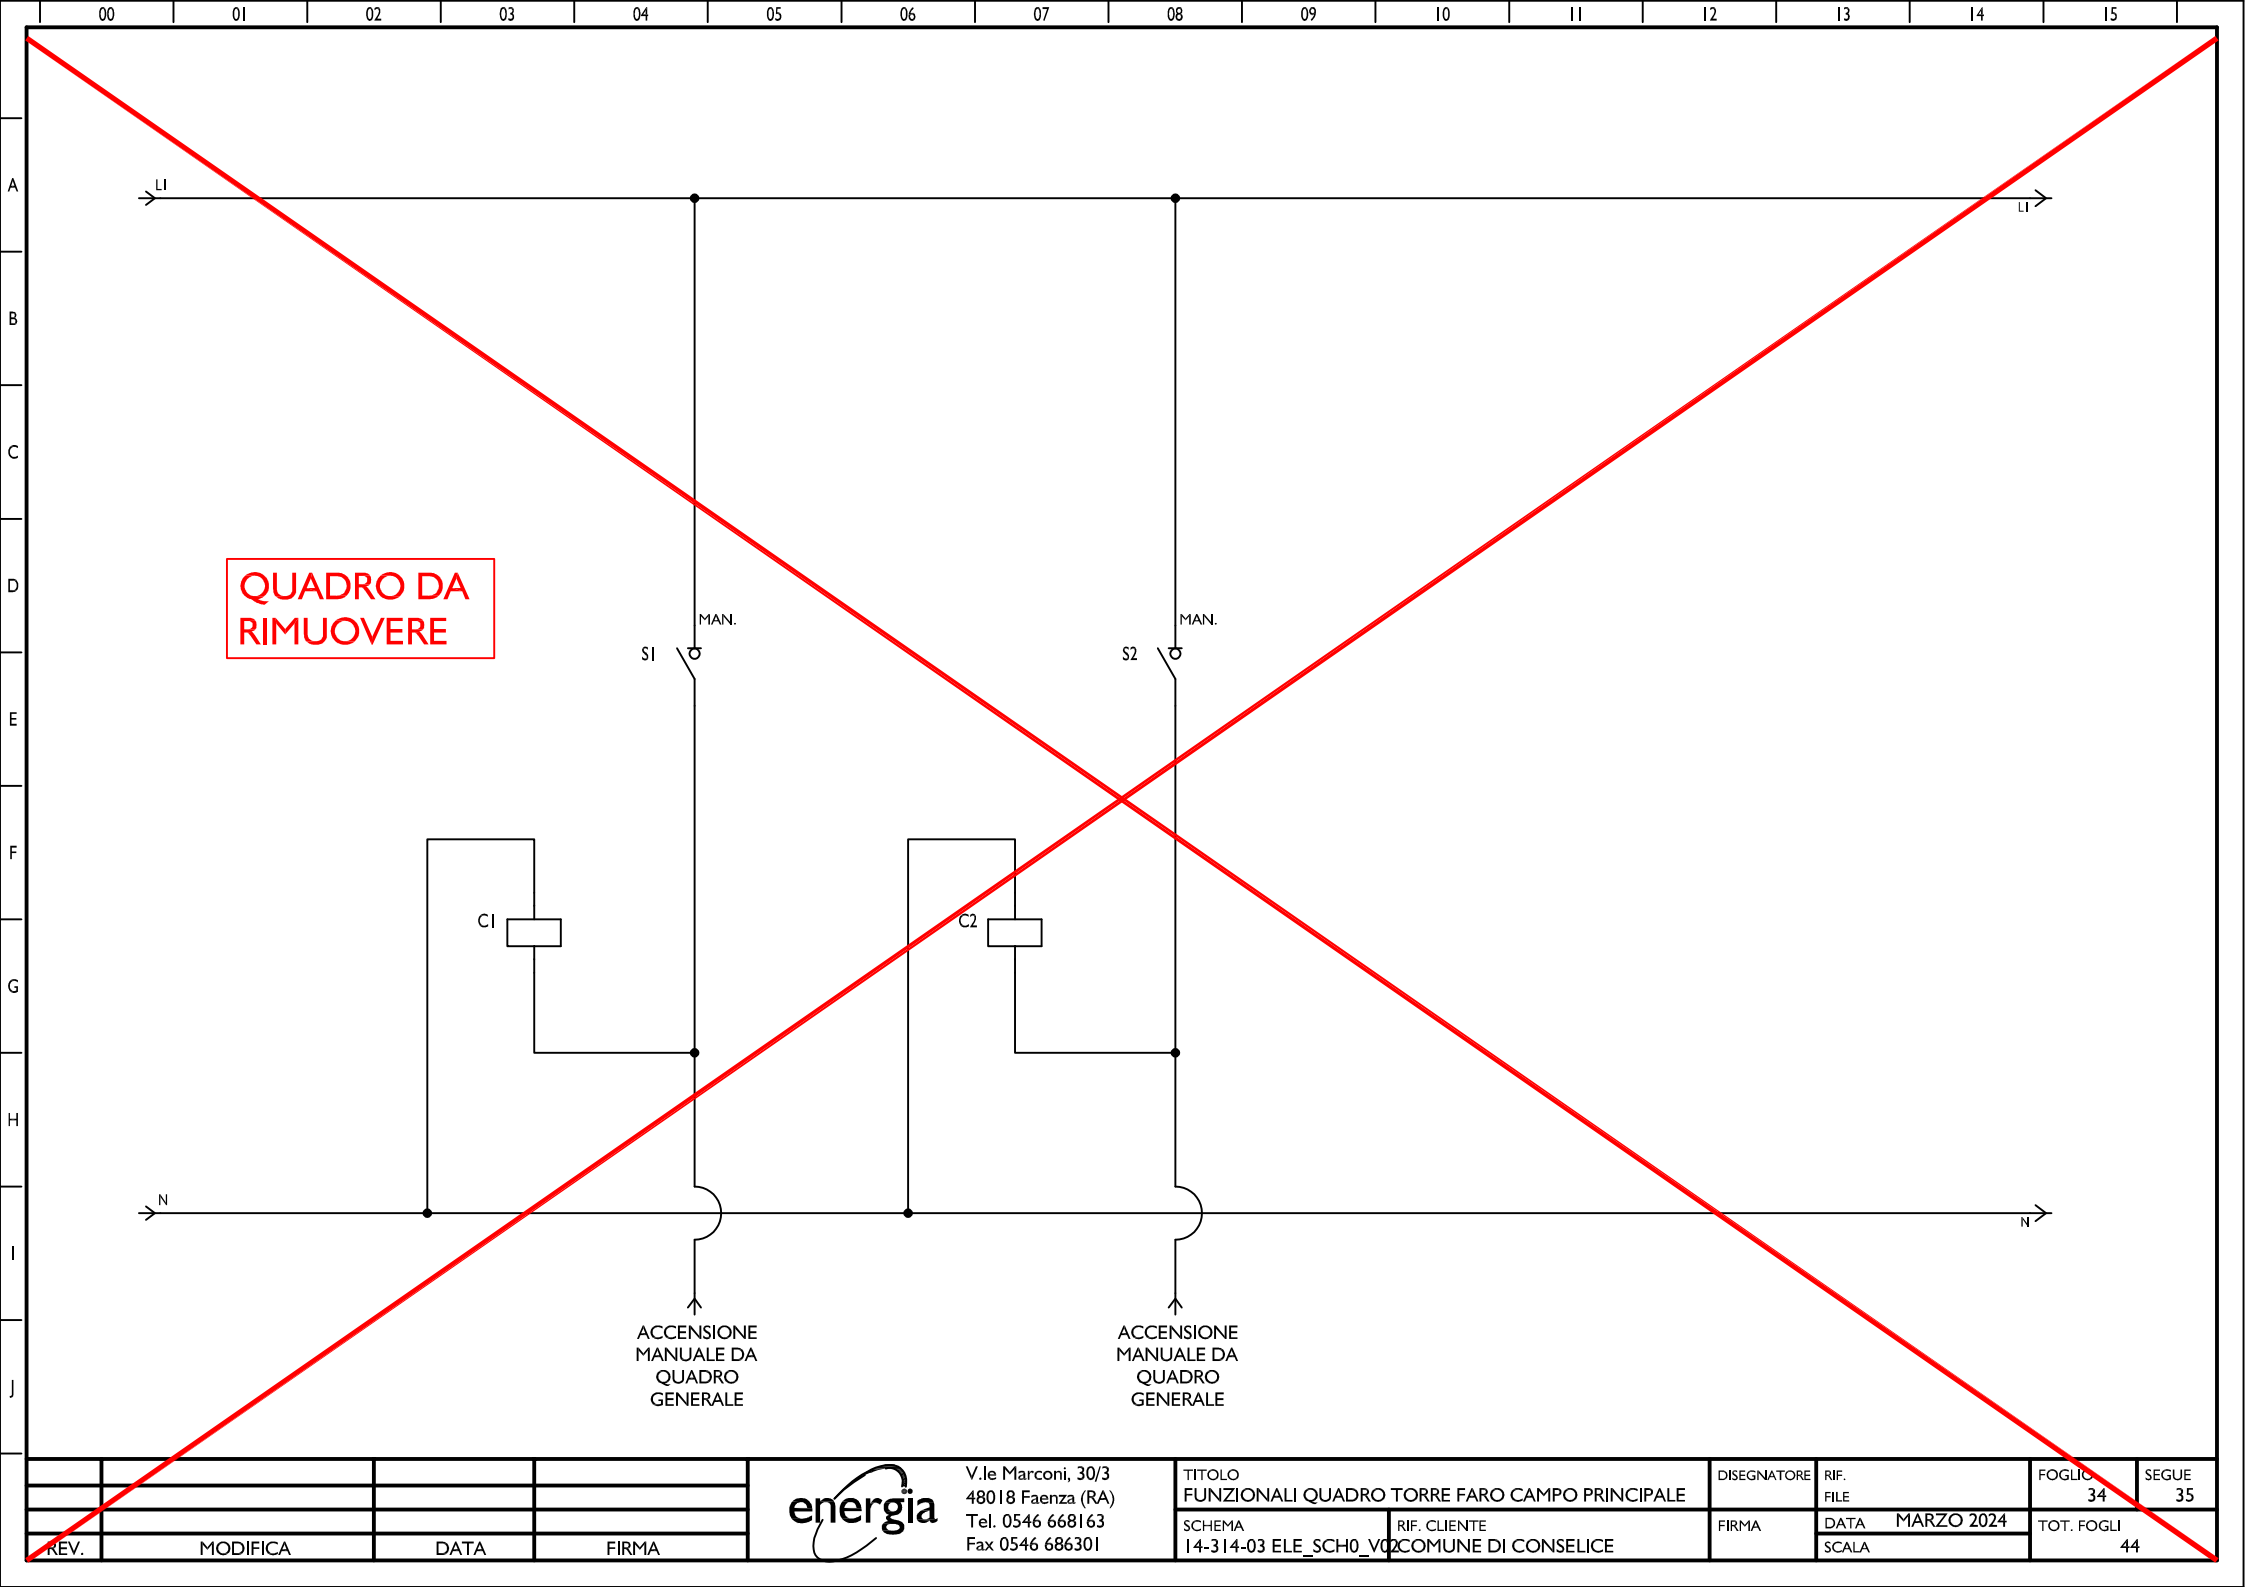 00 01 02 03 04 05 06 07 08 09 10 11 12 13 14 15
A
B
C
D
E
F
G
H
I
J
L1
L1
QUADRO DA
RIMUOVERE
MAN.
S1
MAN.
S2
C1
C2
N
N
ACCENSIONE
MANUALE DA
QUADRO
GENERALE
ACCENSIONE
MANUALE DA
QUADRO
GENERALE
REV. MODIFICA DATA FIRMA
energia
V.le Marconi, 30/3
48018 Faenza (RA)
Tel. 0546 668163
Fax 0546 686301
TITOLO
FUNZIONALI QUADRO TORRE FARO CAMPO PRINCIPALE
SCHEMA
14-314-03 ELE_SCH0_V02
RIF. CLIENTE
COMUNE DI CONSELICE
DISEGNATORE
FIRMA
RIF.
FILE
DATA MARZO 2024
SCALA
FOGLIO
34
SEGUE
35
TOT. FOGLI
44